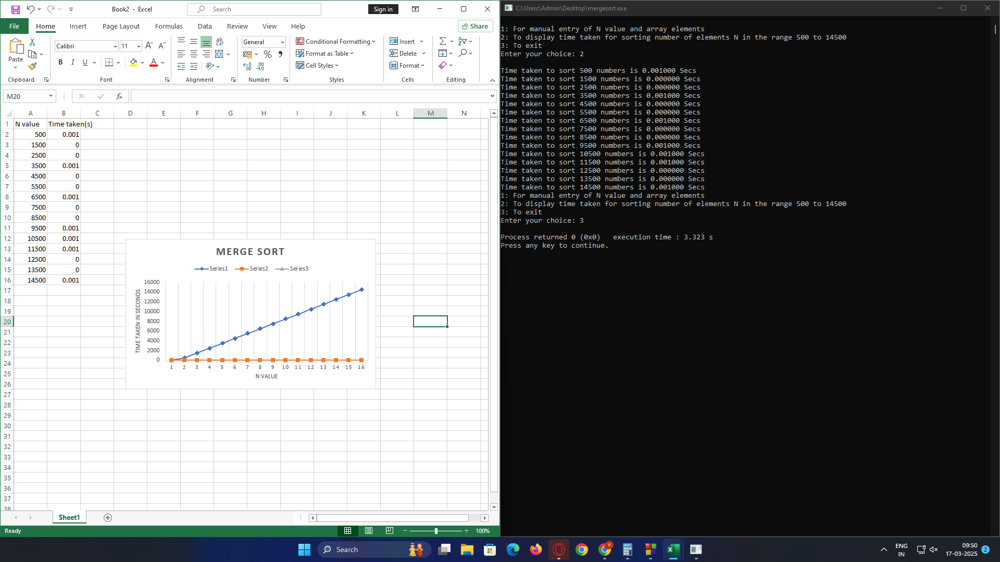 Book2 - Excel
Search
Sign in
File Home Insert Page Layout Formulas Data Review View Help Share
Paste
Calibri 11
B I U
A A
ab
General
% 9
Conditional Formatting
Format as Table
Cell Styles
Insert
Delete
Format
Clipboard Font Alignment Number Styles Cells Editing
M20 fx
A B C D E F G H I J K L M N
1 N value Time taken(s)
2 500 0.001
3 1500 0
4 2500 0
5 3500 0.001
6 4500 0
7 5500 0
8 6500 0.001
9 7500 0
10 8500 0
11 9500 0.001
12 10500 0.001
13 11500 0.001
14 12500 0
15 13500 0
16 14500 0.001
17
18
19
20
21
22
23
24
25
26
27
28
29
30
31
32
33
34
35
36
37
38
MERGE SORT
Series1 Series2 Series3
TIME TAKEN IN SECONDS
16000
14000
12000
10000
8000
6000
4000
2000
0
1 2 3 4 5 6 7 8 9 10 11 12 13 14 15 16
N VALUE
Sheet1
Ready
100%
C:\Users\Admin\Desktop\mergesort.exe
1: For manual entry of N value and array elements
2: To display time taken for sorting number of elements N in the range 500 to 14500
3: To exit
Enter your choice: 2
Time taken to sort 500 numbers is 0.001000 Secs
Time taken to sort 1500 numbers is 0.000000 Secs
Time taken to sort 2500 numbers is 0.000000 Secs
Time taken to sort 3500 numbers is 0.001000 Secs
Time taken to sort 4500 numbers is 0.000000 Secs
Time taken to sort 5500 numbers is 0.000000 Secs
Time taken to sort 6500 numbers is 0.001000 Secs
Time taken to sort 7500 numbers is 0.000000 Secs
Time taken to sort 8500 numbers is 0.000000 Secs
Time taken to sort 9500 numbers is 0.001000 Secs
Time taken to sort 10500 numbers is 0.001000 Secs
Time taken to sort 11500 numbers is 0.001000 Secs
Time taken to sort 12500 numbers is 0.000000 Secs
Time taken to sort 13500 numbers is 0.000000 Secs
Time taken to sort 14500 numbers is 0.001000 Secs
1: For manual entry of N value and array elements
2: To display time taken for sorting number of elements N in the range 500 to 14500
3: To exit
Enter your choice: 3
Process returned 0 (0x0) execution time : 3.323 s
Press any key to continue.
Search
ENG
IN
09:50
17-03-2025
2